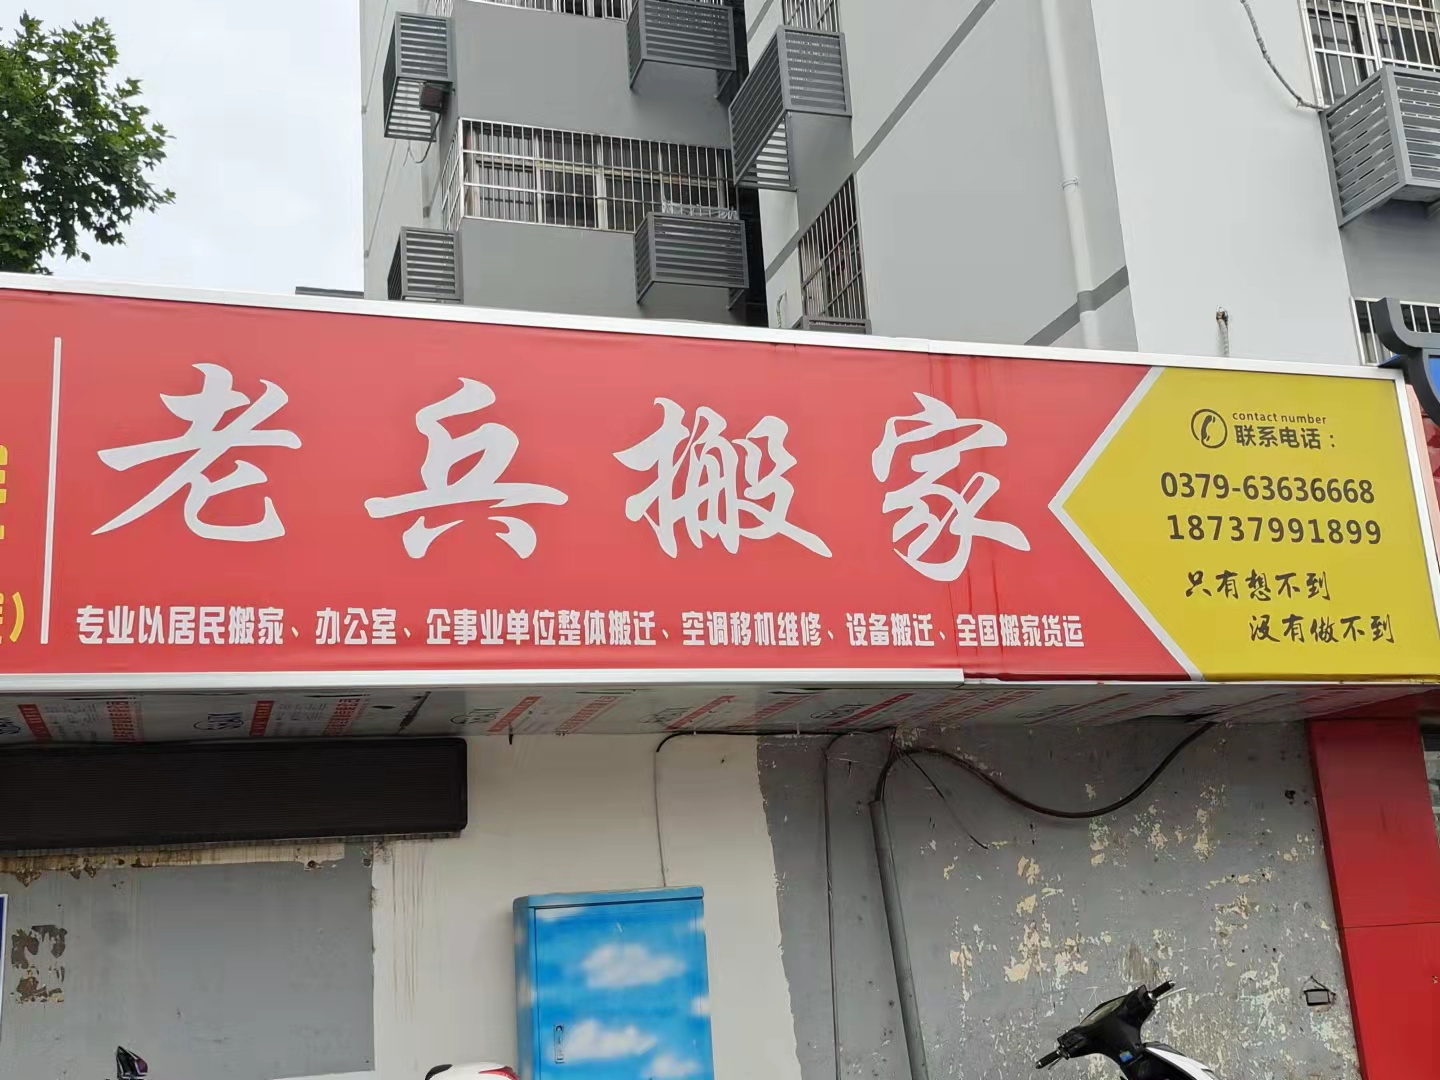 老兵搬家
专业以居民搬家、办公室、企事业单位整体搬迁、空调移机维修、设备搬迁、全国搬家货运
contact number
联系电话：
0379-63636668
18737991899
只有想不到
没有做不到